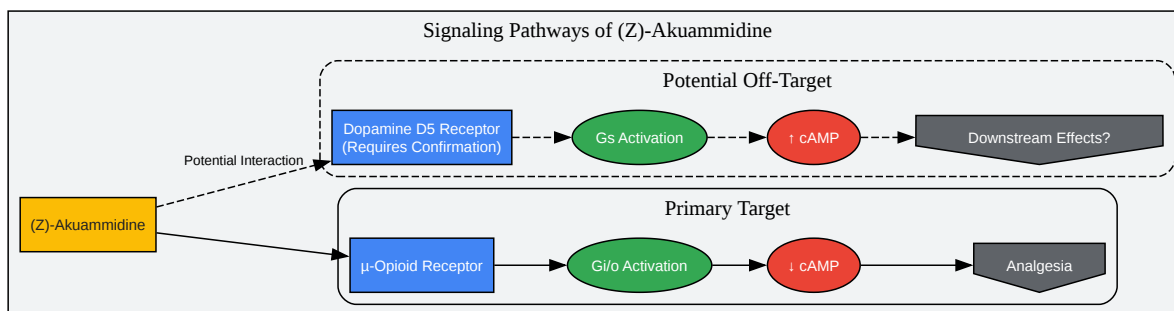 Signaling Pathways of (Z)-Akuammidine
Potential Off-Target
Dopamine D5 Receptor
(Requires Confirmation)
Gs Activation
↑ cAMP
Downstream Effects?
Potential Interaction
(Z)-Akuammidine
Primary Target
µ-Opioid Receptor
Gi/o Activation
↓ cAMP
Analgesia